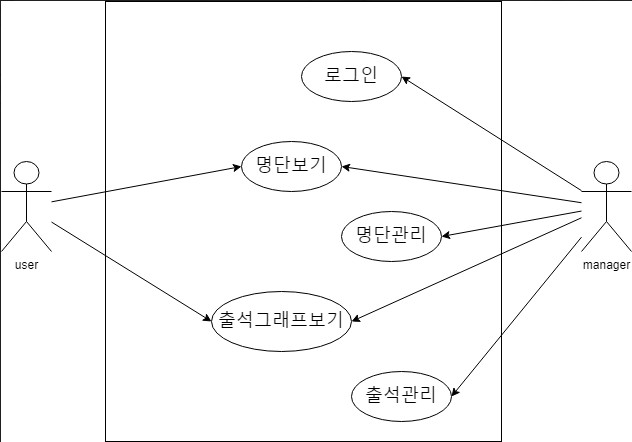 로그인
명단보기
명단관리
user
manager
출석그래프보기
출석관리